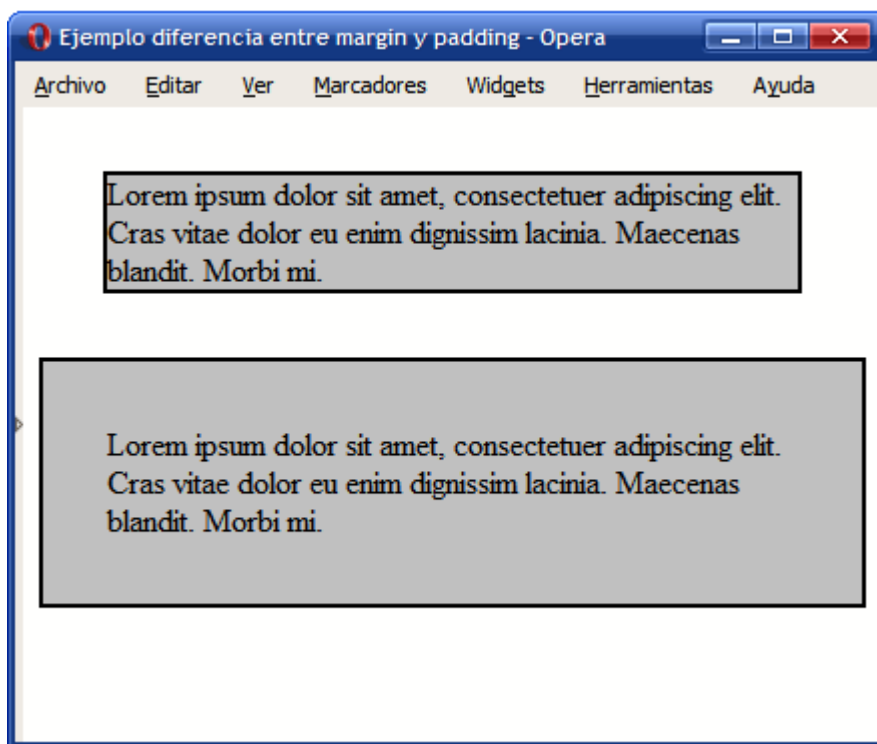 Ejemplo diferencia entre margin y padding - Opera
Archivo Editar Ver Marcadores Widgets Herramientas Ayuda
Lorem ipsum dolor sit amet, consectetuer adipiscing elit.
Cras vitae dolor eu enim dignissim lacinia. Maecenas
blandit. Morbi mi.
Lorem ipsum dolor sit amet, consectetuer adipiscing elit.
Cras vitae dolor eu enim dignissim lacinia. Maecenas
blandit. Morbi mi.